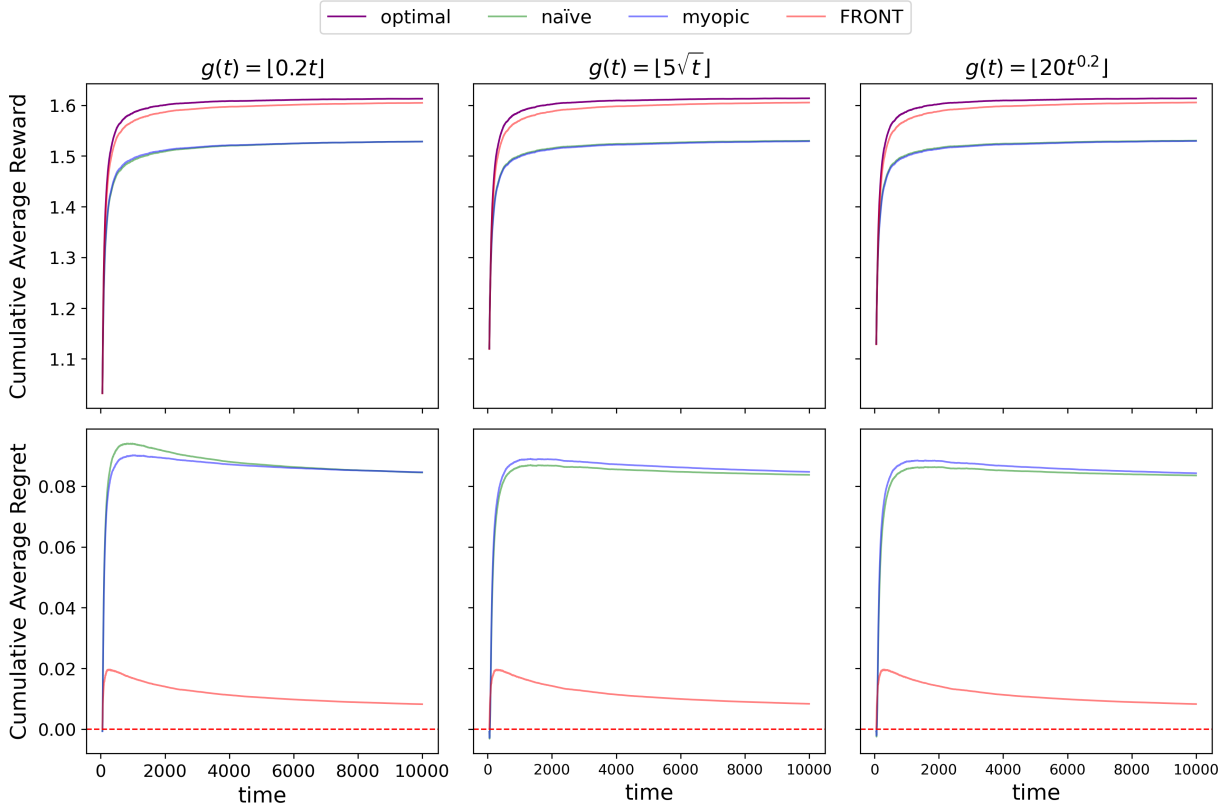 optimal naïve myopic FRONT
g(t) = ⌊0.2t⌋ g(t) = ⌊5√t⌋ g(t) = ⌊20t^0.2⌋
Cumulative Average Reward
1.6
1.5
1.4
1.3
1.2
1.1
Cumulative Average Regret
0.08
0.06
0.04
0.02
0.00
0 2000 4000 6000 8000 10000 0 2000 4000 6000 8000 10000 0 2000 4000 6000 8000 10000
time time time